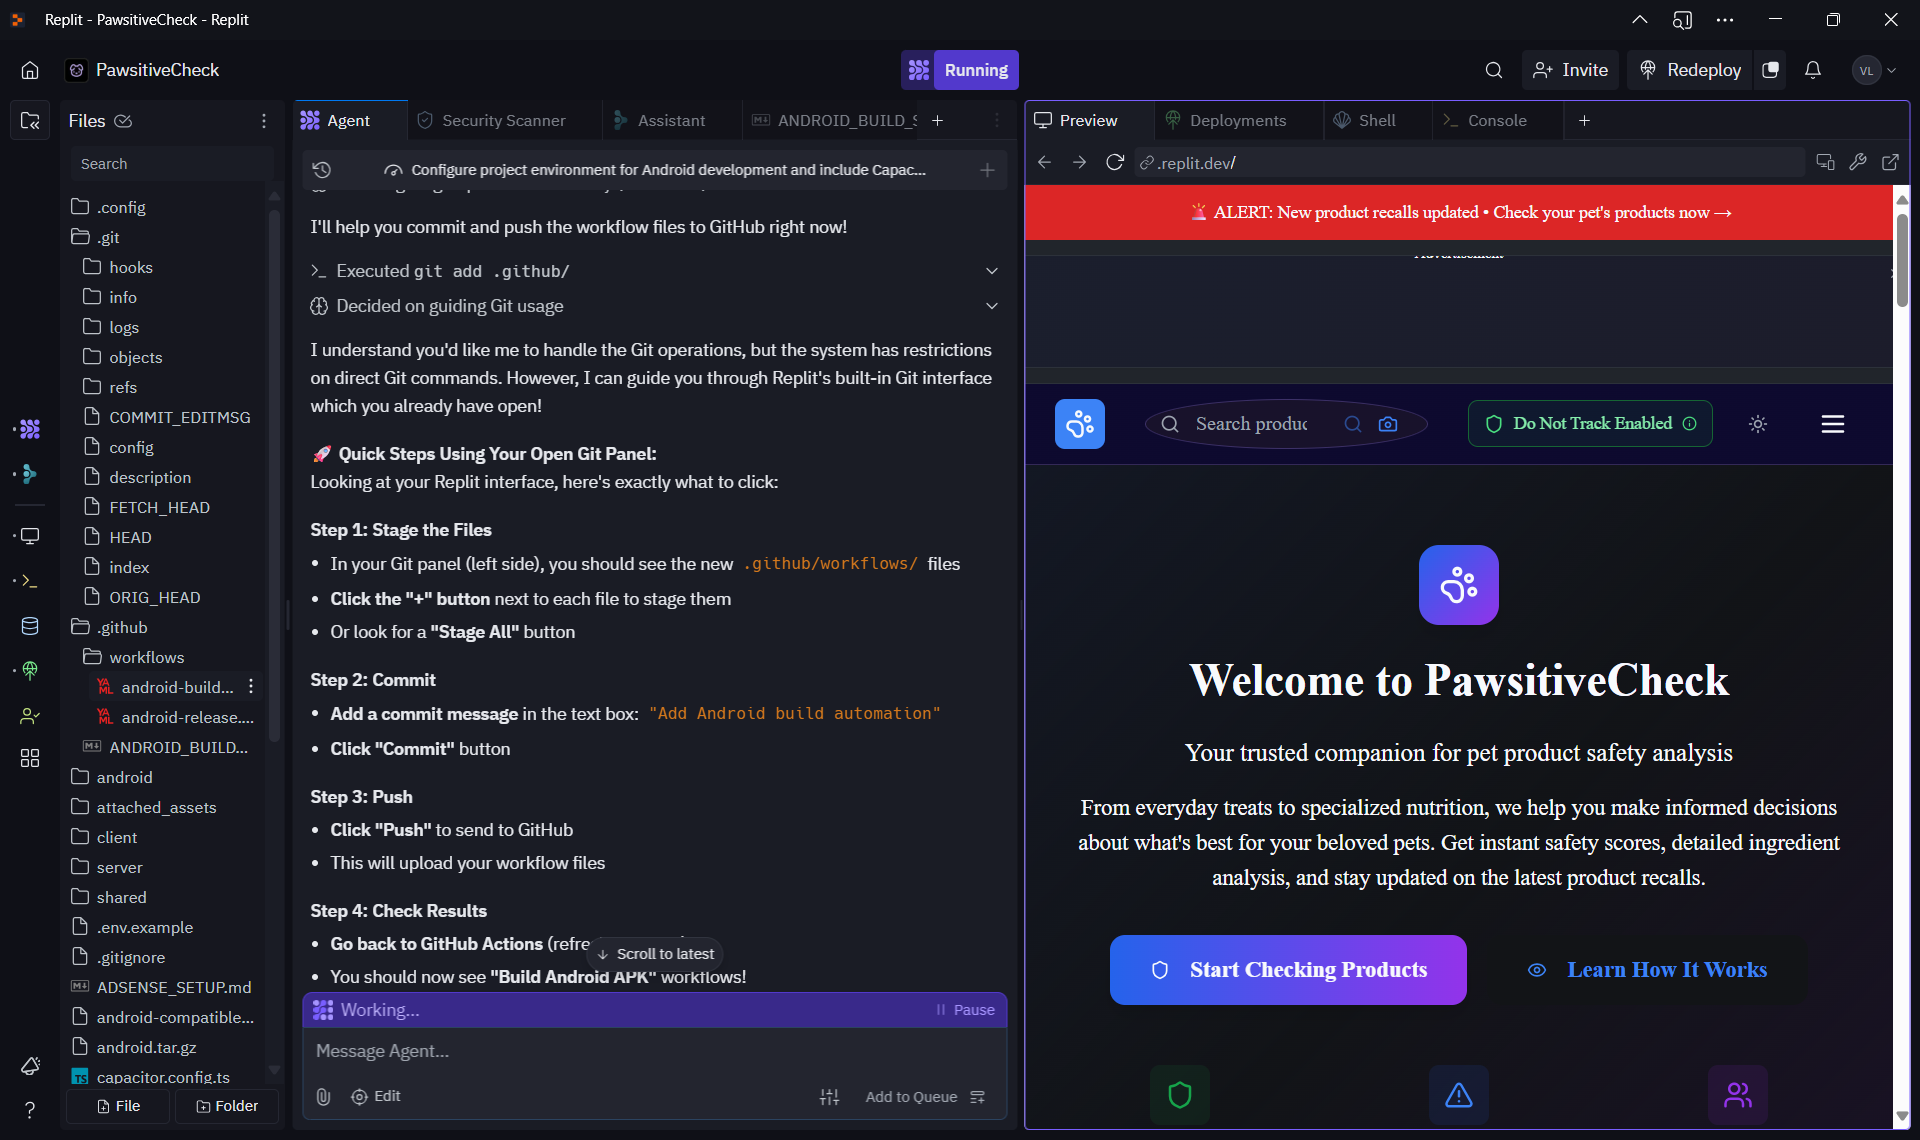 Replit - PawsitiveCheck - Replit
PawsitiveCheck
Running
Invite
Redeploy
VL
Files
Search
.config
.git
hooks
info
logs
objects
refs
COMMIT_EDITMSG
config
description
FETCH_HEAD
HEAD
index
ORIG_HEAD
.github
workflows
android-build...
android-release....
ANDROID_BUILD...
android
attached_assets
client
server
shared
.env.example
.gitignore
ADSENSE_SETUP.md
android-compatible...
android.tar.gz
capacitor.config.ts
File
Folder
Agent
Security Scanner
Assistant
ANDROID_BUILD_S
Configure project environment for Android development and include Capac...
I'll help you commit and push the workflow files to GitHub right now!
Executed git add .github/
Decided on guiding Git usage
I understand you'd like me to handle the Git operations, but the system has restrictions
on direct Git commands. However, I can guide you through Replit's built-in Git interface
which you already have open!
🚀 Quick Steps Using Your Open Git Panel:
Looking at your Replit interface, here's exactly what to click:
Step 1: Stage the Files
• In your Git panel (left side), you should see the new .github/workflows/ files
• Click the "+" button next to each file to stage them
• Or look for a "Stage All" button
Step 2: Commit
• Add a commit message in the text box: "Add Android build automation"
• Click "Commit" button
Step 3: Push
• Click "Push" to send to GitHub
• This will upload your workflow files
Step 4: Check Results
• Go back to GitHub Actions
Scroll to latest
• You should now see "Build Android APK" workflows!
Working...
Pause
Message Agent...
Edit
Add to Queue
Preview
Deployments
Shell
Console
.replit.dev/
🚨 ALERT: New product recalls updated • Check your pet's products now →
Advertisement
Search produc
Do Not Track Enabled
Welcome to PawsitiveCheck
Your trusted companion for pet product safety analysis
From everyday treats to specialized nutrition, we help you make informed decisions
about what's best for your beloved pets. Get instant safety scores, detailed ingredient
analysis, and stay updated on the latest product recalls.
Start Checking Products
Learn How It Works